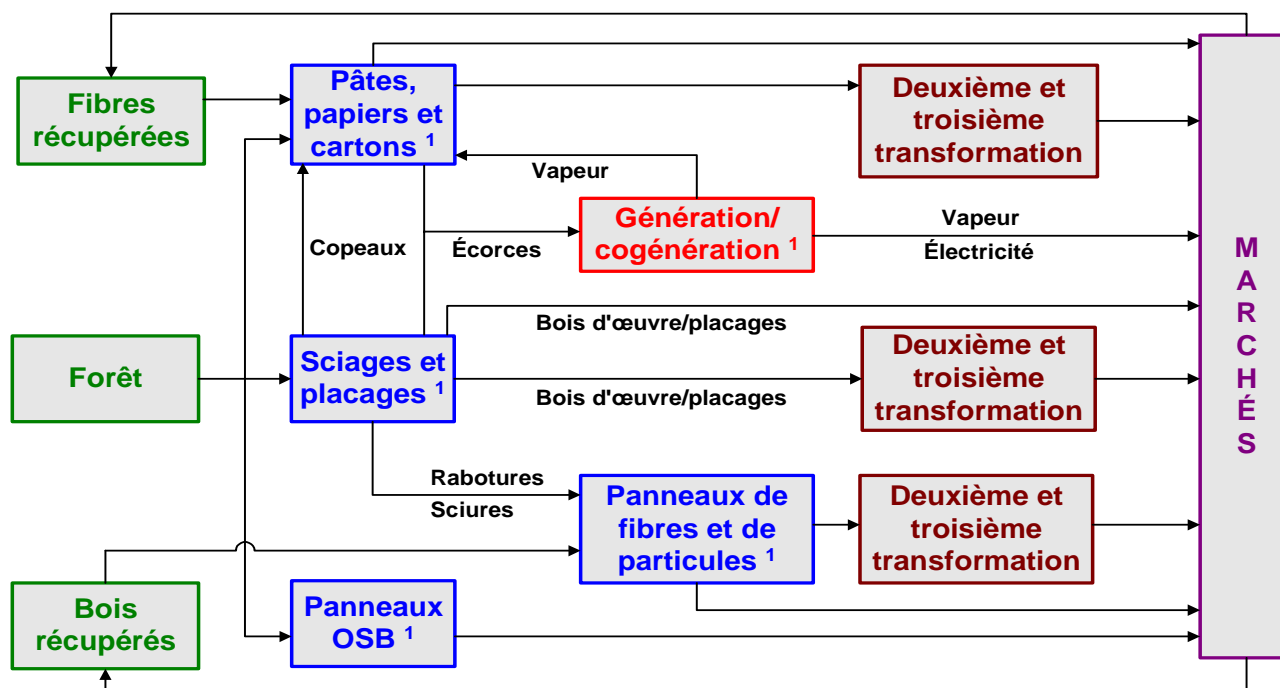 Fibres
récupérées
Pâtes,
papiers et
cartons ¹
Deuxième et
troisième
transformation
Vapeur
Copeaux
Écorces
Génération/
cogénération ¹
Vapeur
Électricité
Bois d'œuvre/placages
Forêt
Sciages et
placages ¹
Bois d'œuvre/placages
Deuxième et
troisième
transformation
Rabotures
Sciures
Panneaux de
fibres et de
particules ¹
Deuxième et
troisième
transformation
Bois
récupérés
Panneaux
OSB ¹
M
A
R
C
H
É
S